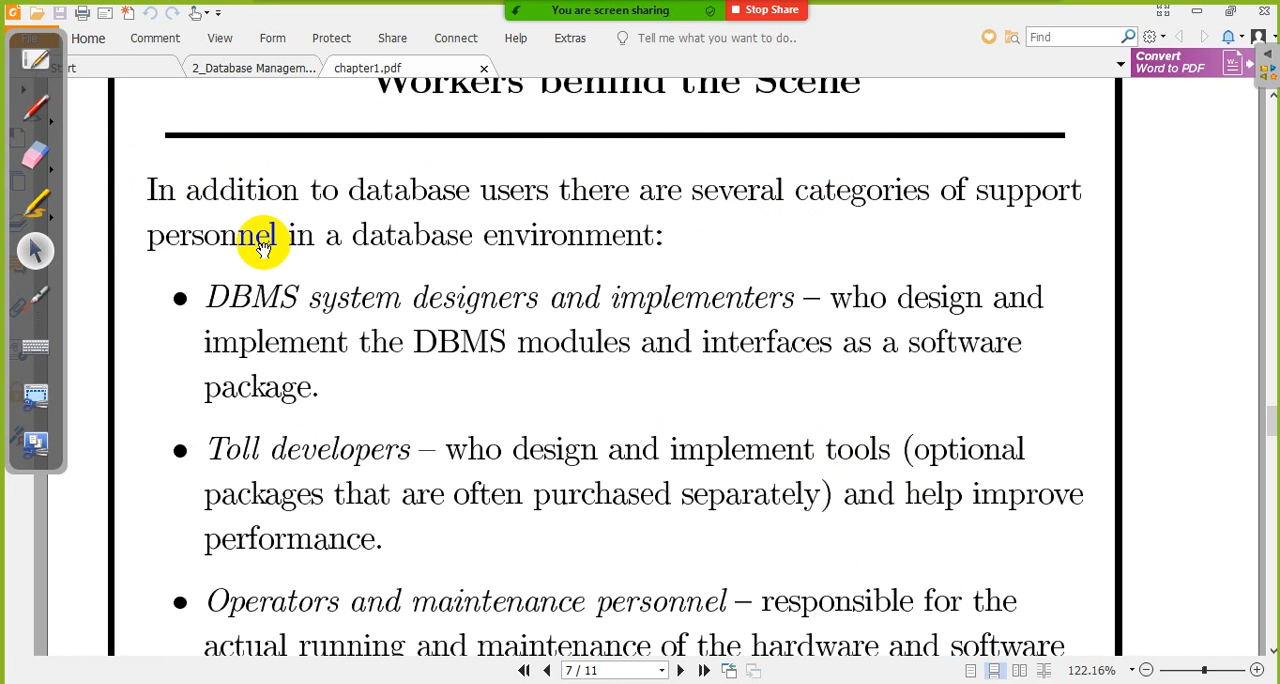 You are screen sharing
Stop Share
File Home Comment View Form Protect Share Connect Help Extras Tell me what you want to do.. Find
Start 2_Database Managem... chapter1.pdf
Convert
Word to PDF
Workers behind the Scene
In addition to database users there are several categories of support
personnel in a database environment:
• DBMS system designers and implementers – who design and
implement the DBMS modules and interfaces as a software
package.
• Toll developers – who design and implement tools (optional
packages that are often purchased separately) and help improve
performance.
• Operators and maintenance personnel – responsible for the
actual running and maintenance of the hardware and software
7 / 11
122.16%